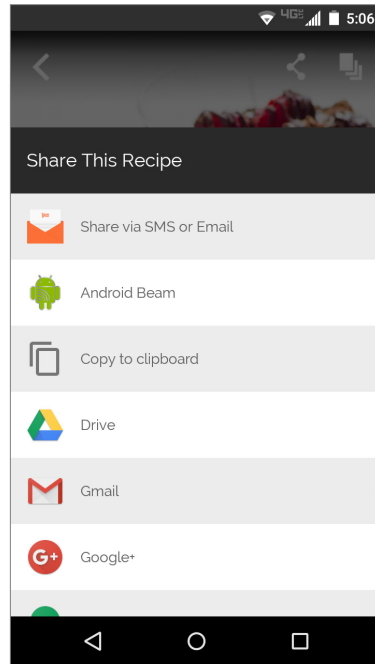 4G 5:06
Share This Recipe
Share via SMS or Email
Android Beam
Copy to clipboard
Drive
Gmail
G+ Google+